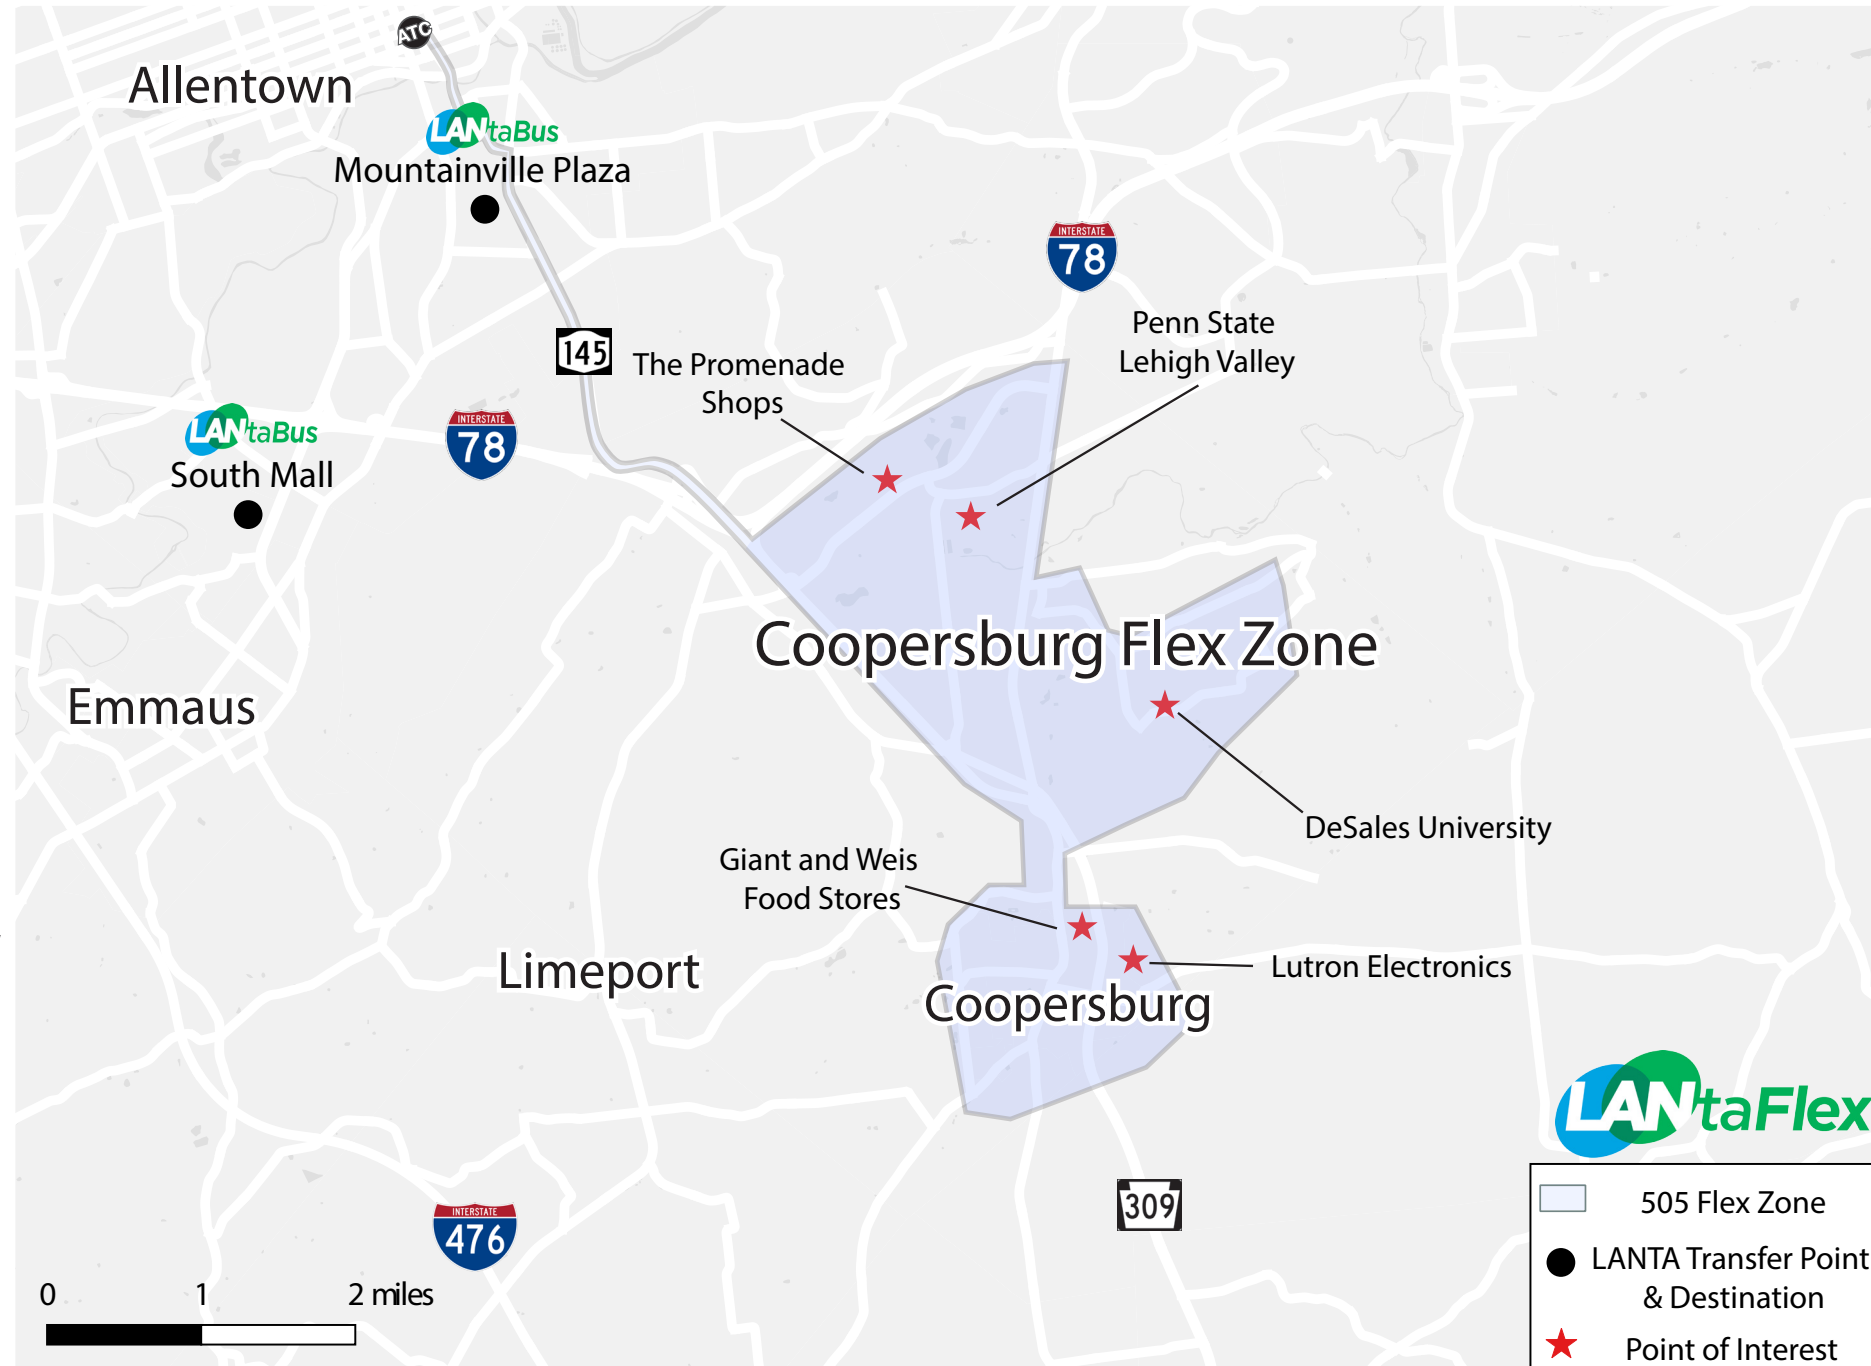 ATC
Allentown
LANtaBus
Mountainville Plaza
INTERSTATE
78
145
The Promenade
Shops
Penn State
Lehigh Valley
LANtaBus
South Mall
INTERSTATE
78
Coopersburg Flex Zone
Emmaus
DeSales University
Giant and Weis
Food Stores
Limeport
Lutron Electronics
Coopersburg
LANtaFlex
INTERSTATE
476
309
505 Flex Zone
LANTA Transfer Point
& Destination
Point of Interest
0 1 2 miles